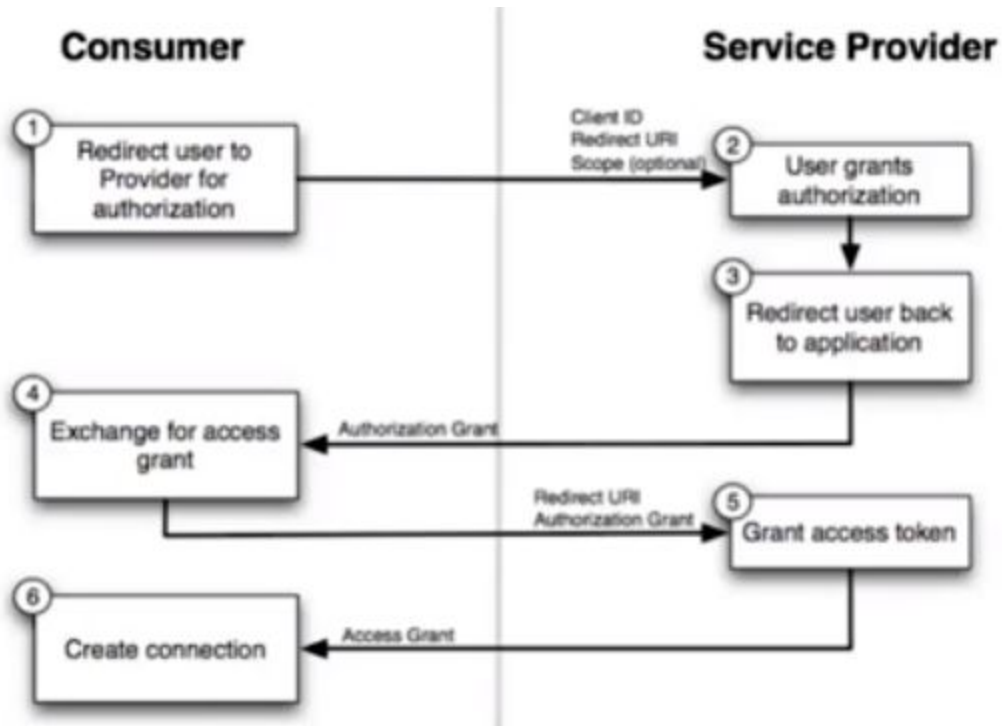 Consumer
Service Provider
1
Redirect user to
Provider for
authorization
Client ID
Redirect URI
Scope (optional)
2
User grants
authorization
3
Redirect user back
to application
4
Exchange for access
grant
Authorization Grant
Redirect URI
Authorization Grant
5
Grant access token
6
Create connection
Access Grant